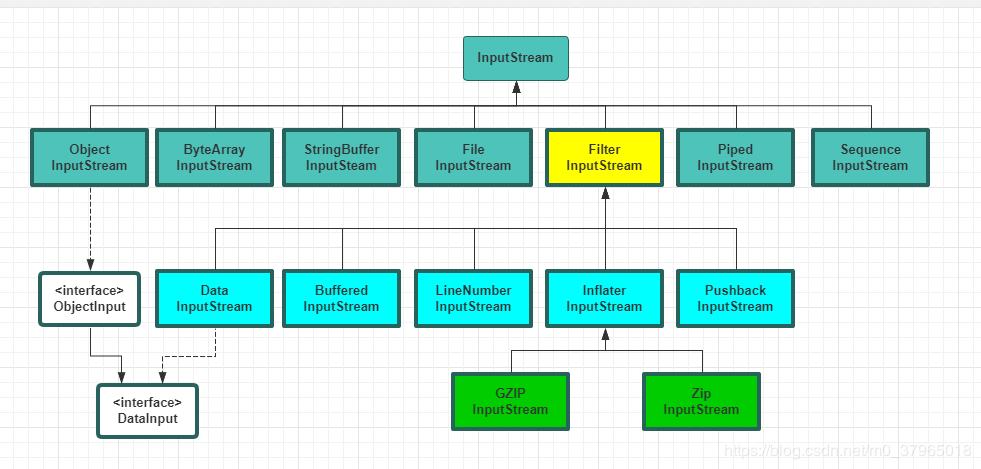 InputStream
Object
InputStream
ByteArray
InputStream
StringBuffer
InputSteam
File
InputStream
Filter
InputStream
Piped
InputStream
Sequence
InputStream
<interface>
ObjectInput
Data
InputStream
Buffered
InputStream
LineNumber
InputStream
Inflater
InputStream
Pushback
InputStream
<interface>
DataInput
GZIP
InputStream
Zip
InputStream
https://blog.csdn.net/m0_37965018